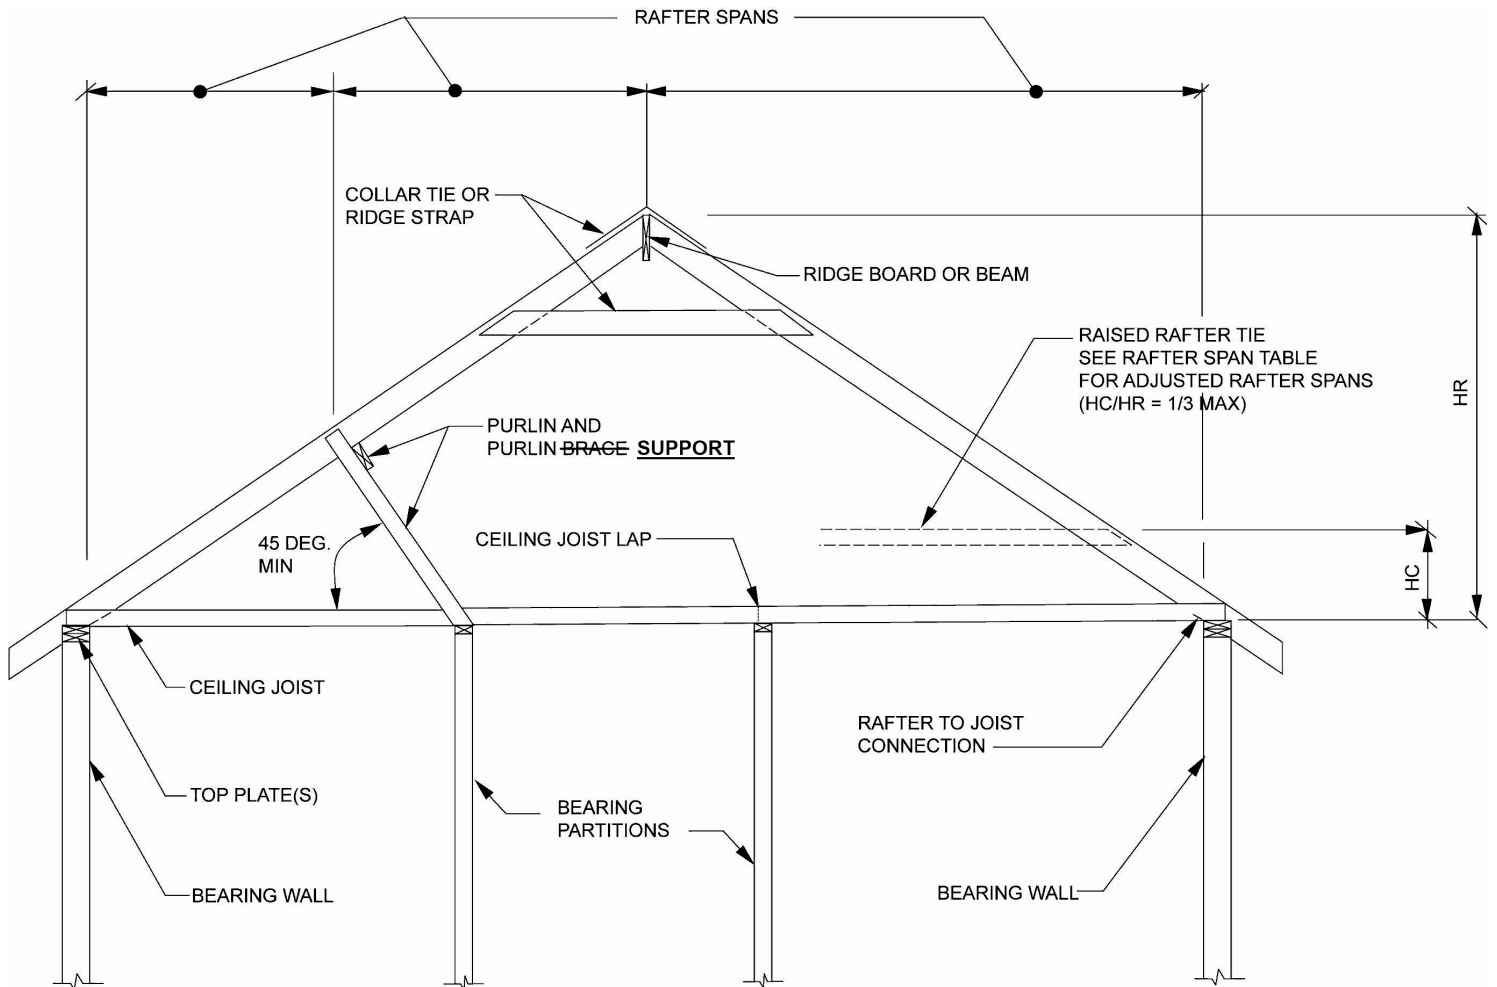 RAFTER SPANS
COLLAR TIE OR
RIDGE STRAP
RIDGE BOARD OR BEAM
RAISED RAFTER TIE
SEE RAFTER SPAN TABLE
FOR ADJUSTED RAFTER SPANS
(HC/HR = 1/3 MAX)
HR
PURLIN AND
PURLIN BRACE SUPPORT
CEILING JOIST LAP
45 DEG.
MIN
HC
CEILING JOIST
RAFTER TO JOIST
CONNECTION
TOP PLATE(S)
BEARING
PARTITIONS
BEARING WALL
BEARING WALL